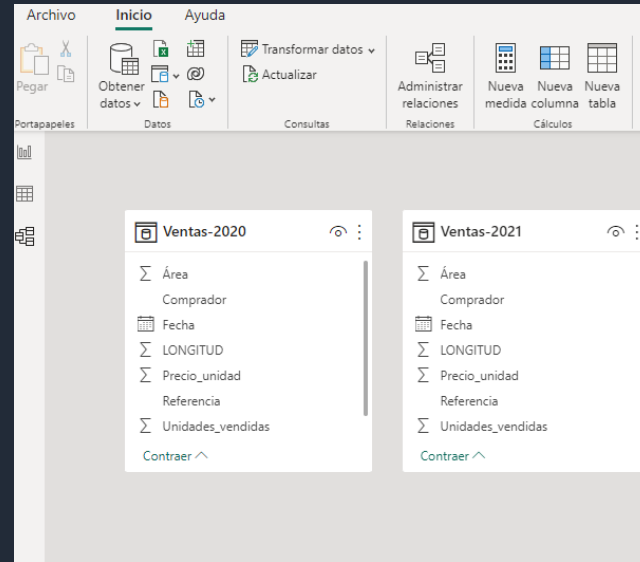 Archivo Inicio Ayuda
Pegar
Portapapeles
Obtener
datos
Datos
Transformar datos
Actualizar
Consultas
Administrar
relaciones
Relaciones
Nueva
medida
Nueva
columna
Nueva
tabla
Cálculos
Ventas-2020
Área
Comprador
Fecha
LONGITUD
Precio_unidad
Referencia
Unidades_vendidas
Contraer
Ventas-2021
Área
Comprador
Fecha
LONGITUD
Precio_unidad
Referencia
Unidades_vendidas
Contraer